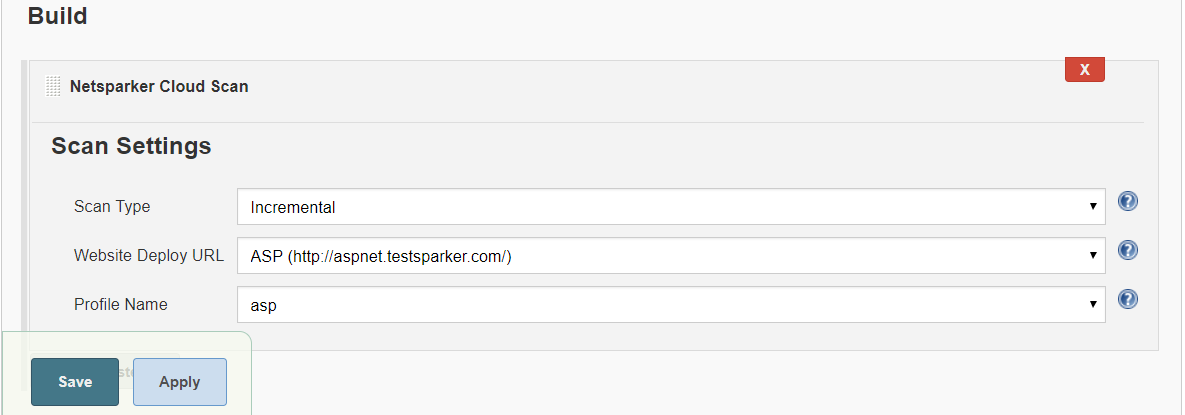 Build
Netsparker Cloud Scan
X
Scan Settings
Scan Type
Incremental
Website Deploy URL
ASP (http://aspnet.testsparker.com/)
Profile Name
asp
Save
Apply